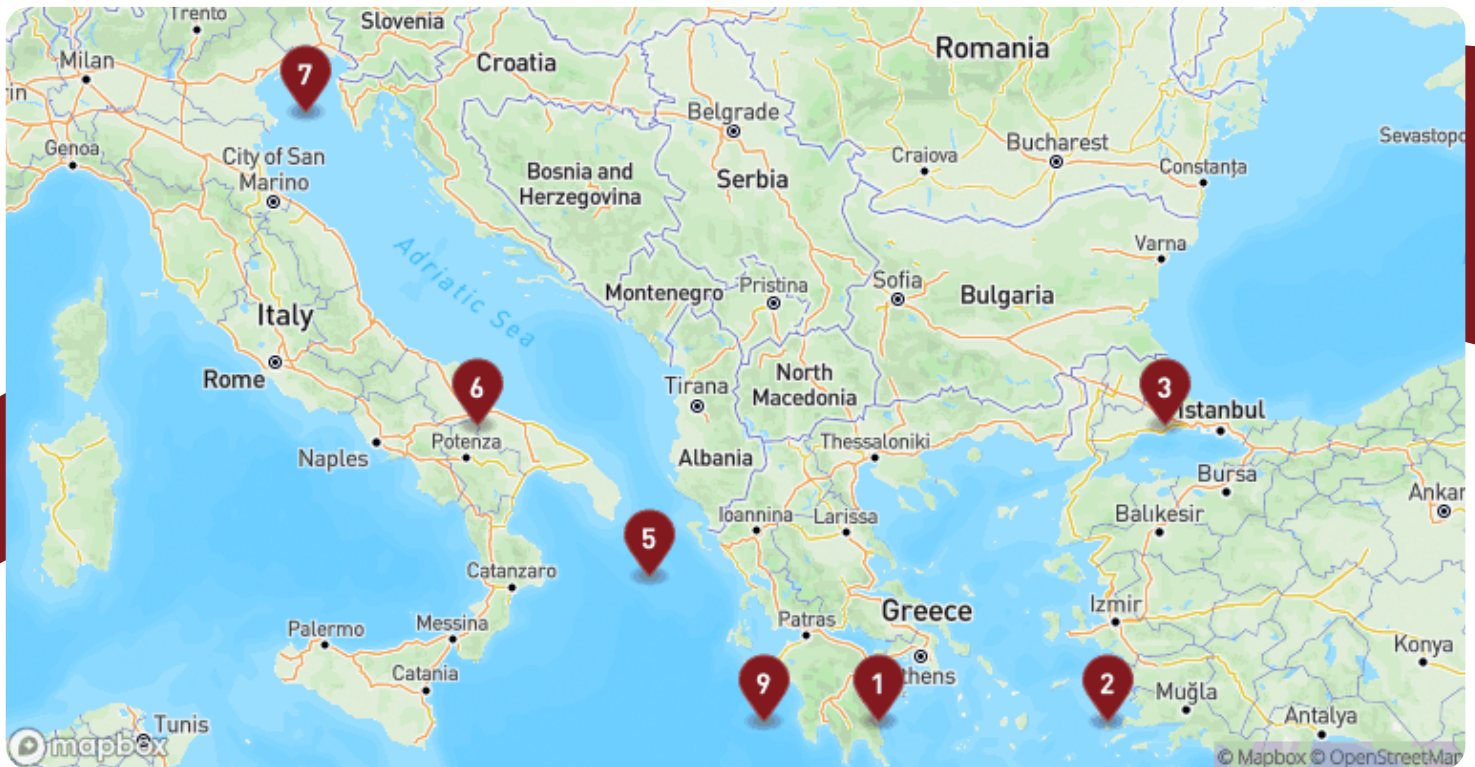 Trento
Slovenia
Milan
7
Croatia
Romania
rin
Belgrade
Genoa
City of San
Marino
Bosnia and
Herzegovina
Serbia
Craiova
Bucharest
Constanța
Sevastopo
Adriatic Sea
Varna
Montenegro
Pristina
Sofia
Bulgaria
Italy
Rome
6
Tirana
North
Macedonia
3
Istanbul
Naples
Potenza
Albania
Thessaloniki
Bursa
Ankar
5
Ioannina
Larissa
Balıkesir
Catanzaro
Palermo
Messina
Patras
Greece
Izmir
Konya
Catania
9
1
thens
2
Muğla
Tunis
Antalya
mapbox
© Mapbox © OpenStreetMap